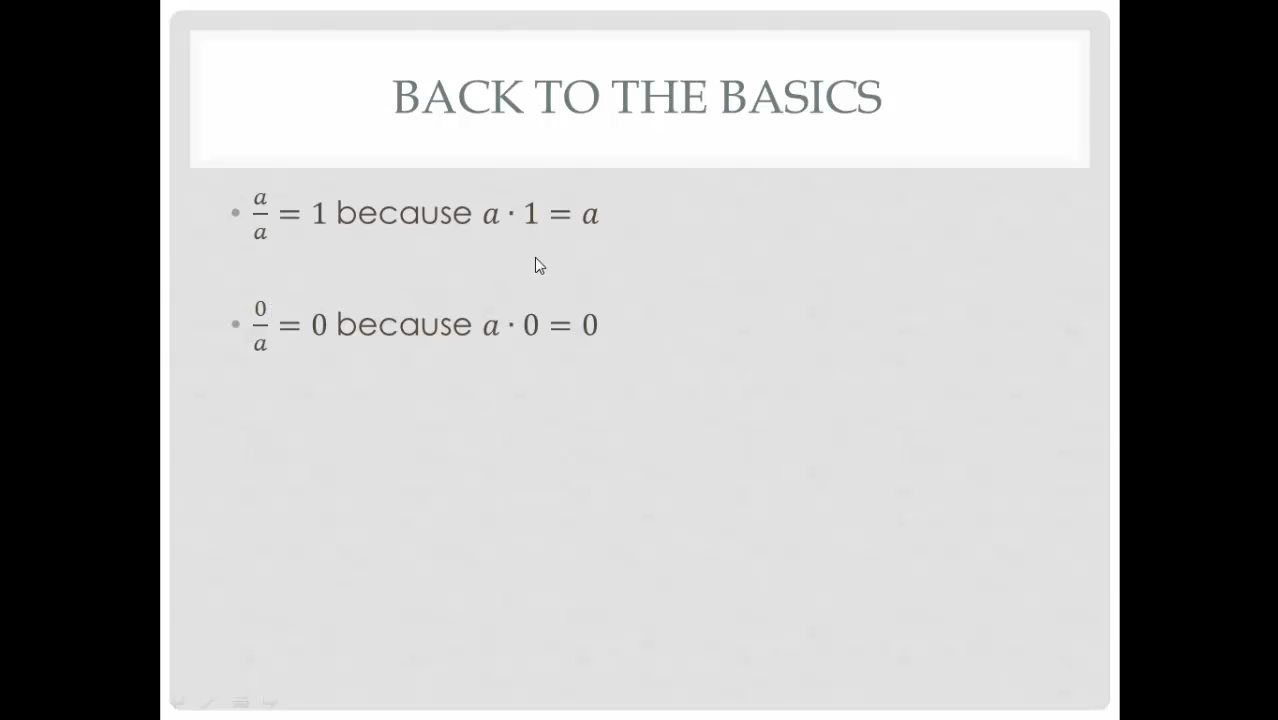 BACK TO THE BASICS
• a/a = 1 because a · 1 = a
• 0/a = 0 because a · 0 = 0